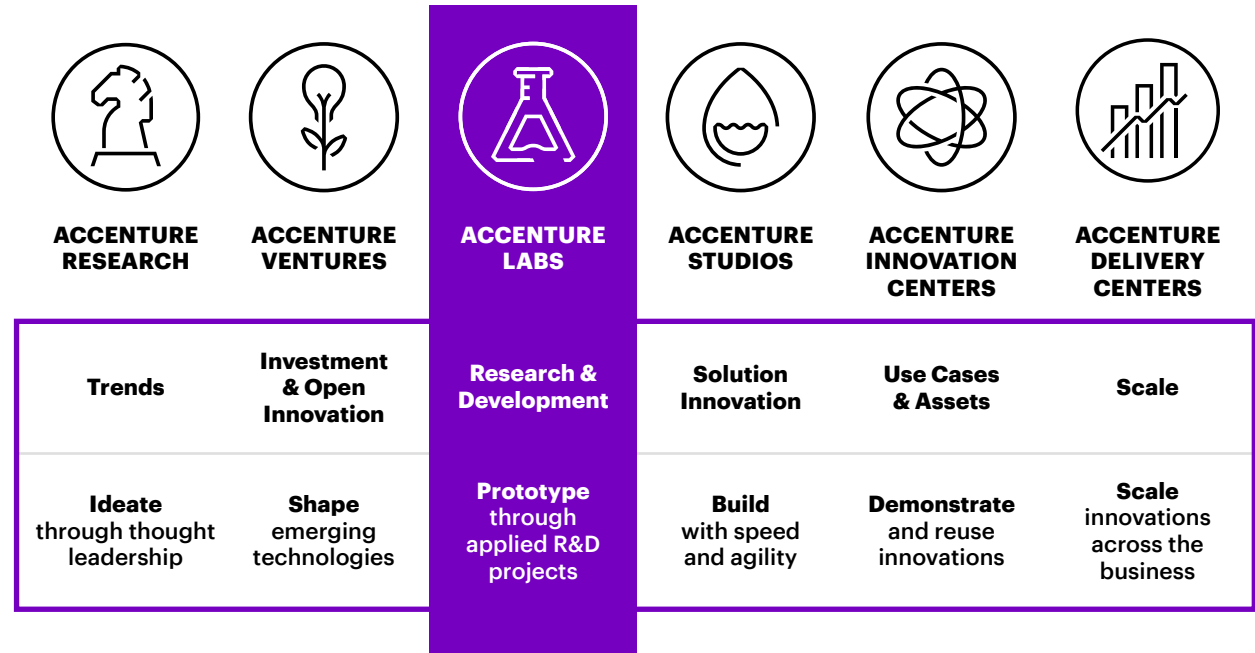 ACCENTURE
RESEARCH
ACCENTURE
VENTURES
ACCENTURE
LABS
ACCENTURE
STUDIOS
ACCENTURE
INNOVATION
CENTERS
ACCENTURE
DELIVERY
CENTERS
Trends
Investment
& Open
Innovation
Research &
Development
Solution
Innovation
Use Cases
& Assets
Scale
Ideate
through thought
leadership
Shape
emerging
technologies
Prototype
through
applied R&D
projects
Build
with speed
and agility
Demonstrate
and reuse
innovations
Scale
innovations
across the
business